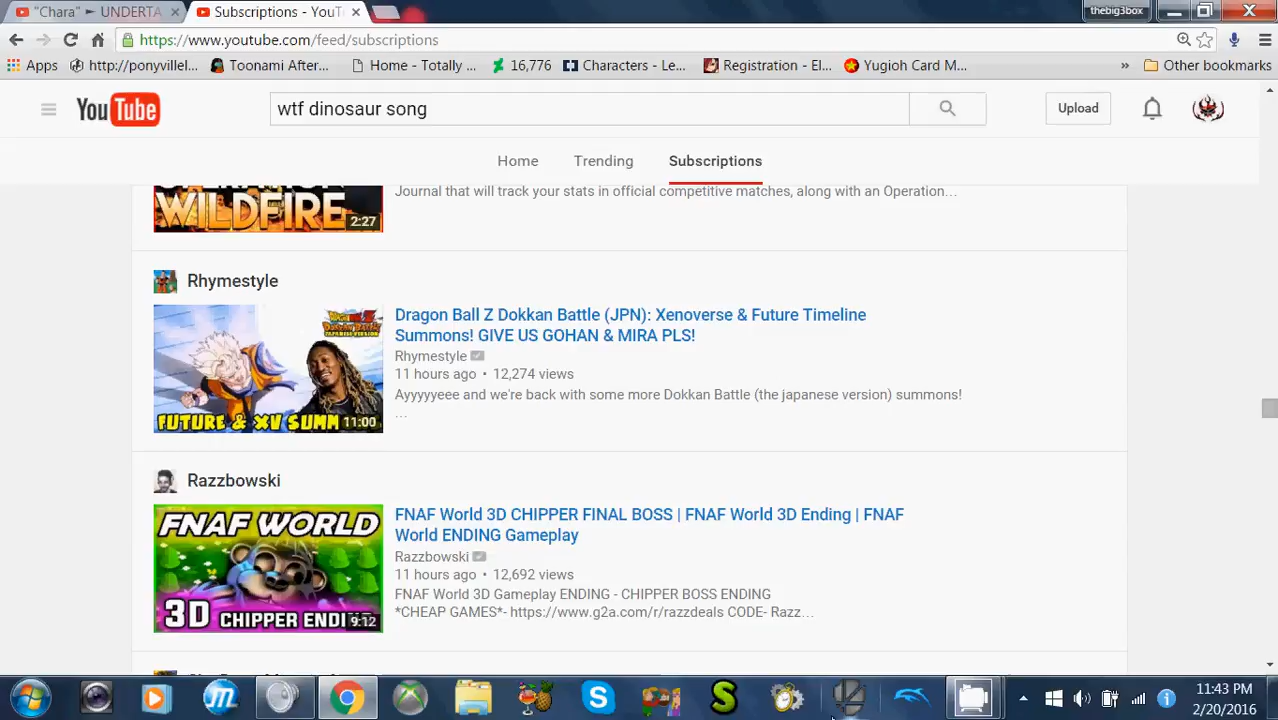 "Chara" ► UNDERTA
Subscriptions - YouT
thebig3box
https://www.youtube.com/feed/subscriptions
Apps http://ponyvillel... Toonami After... Home - Totally ... 16,776 Characters - Le... Registration - El... Yugioh Card M... » Other bookmarks
YouTube
wtf dinosaur song
Upload
Home Trending Subscriptions
WILDFIRE
2:27
Journal that will track your stats in official competitive matches, along with an Operation...
Rhymestyle
FUTURE & XV SUMM
11:00
Dragon Ball Z Dokkan Battle (JPN): Xenoverse & Future Timeline
Summons! GIVE US GOHAN & MIRA PLS!
Rhymestyle
11 hours ago • 12,274 views
Ayyyyyeee and we're back with some more Dokkan Battle (the japanese version) summons!
...
Razzbowski
FNAF WORLD
3D CHIPPER ENDI
9:12
FNAF World 3D CHIPPER FINAL BOSS | FNAF World 3D Ending | FNAF
World ENDING Gameplay
Razzbowski
11 hours ago • 12,692 views
FNAF World 3D Gameplay ENDING - CHIPPER BOSS ENDING
*CHEAP GAMES*- https://www.g2a.com/r/razzdeals CODE- Razz...
11:43 PM
2/20/2016